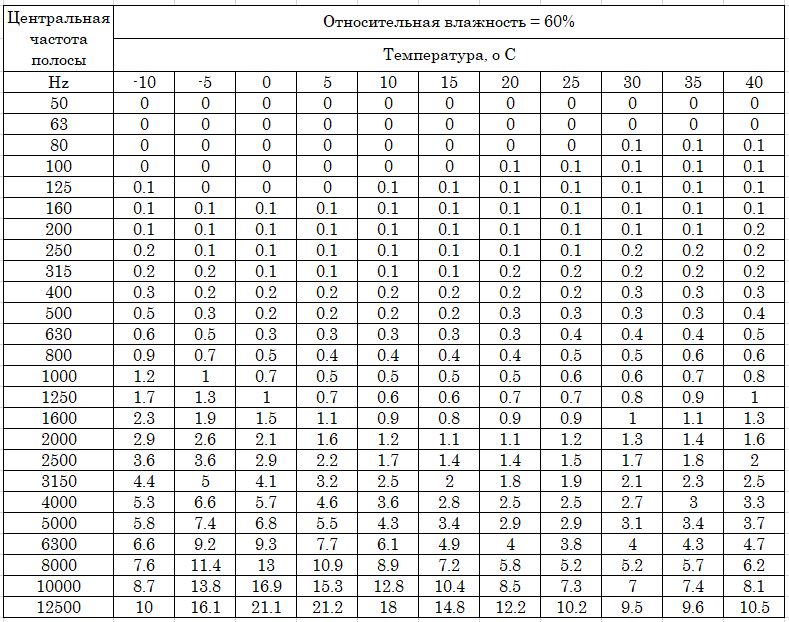 Центральная частота полосы Относительная влажность = 60%
Температура, о С
Hz -10 -5 0 5 10 15 20 25 30 35 40
50 0 0 0 0 0 0 0 0 0 0 0
63 0 0 0 0 0 0 0 0 0 0 0
80 0 0 0 0 0 0 0 0 0.1 0.1 0.1
100 0 0 0 0 0 0 0.1 0.1 0.1 0.1 0.1
125 0.1 0 0 0 0.1 0.1 0.1 0.1 0.1 0.1 0.1
160 0.1 0.1 0.1 0.1 0.1 0.1 0.1 0.1 0.1 0.1 0.1
200 0.1 0.1 0.1 0.1 0.1 0.1 0.1 0.1 0.1 0.1 0.2
250 0.2 0.1 0.1 0.1 0.1 0.1 0.1 0.1 0.2 0.2 0.2
315 0.2 0.2 0.1 0.1 0.1 0.1 0.2 0.2 0.2 0.2 0.2
400 0.3 0.2 0.2 0.2 0.2 0.2 0.2 0.2 0.3 0.3 0.3
500 0.5 0.3 0.2 0.2 0.2 0.2 0.3 0.3 0.3 0.3 0.4
630 0.6 0.5 0.3 0.3 0.3 0.3 0.3 0.4 0.4 0.4 0.5
800 0.9 0.7 0.5 0.4 0.4 0.4 0.4 0.5 0.5 0.6 0.6
1000 1.2 1 0.7 0.5 0.5 0.5 0.5 0.6 0.6 0.7 0.8
1250 1.7 1.3 1 0.7 0.6 0.6 0.7 0.7 0.8 0.9 1
1600 2.3 1.9 1.5 1.1 0.9 0.8 0.9 0.9 1 1.1 1.3
2000 2.9 2.6 2.1 1.6 1.2 1.1 1.1 1.2 1.3 1.4 1.6
2500 3.6 3.6 2.9 2.2 1.7 1.4 1.4 1.5 1.7 1.8 2
3150 4.4 5 4.1 3.2 2.5 2 1.8 1.9 2.1 2.3 2.5
4000 5.3 6.6 5.7 4.6 3.6 2.8 2.5 2.5 2.7 3 3.3
5000 5.8 7.4 6.8 5.5 4.3 3.4 2.9 2.9 3.1 3.4 3.7
6300 6.6 9.2 9.3 7.7 6.1 4.9 4 3.8 4 4.3 4.7
8000 7.6 11.4 13 10.9 8.9 7.2 5.8 5.2 5.2 5.7 6.2
10000 8.7 13.8 16.9 15.3 12.8 10.4 8.5 7.3 7 7.4 8.1
12500 10 16.1 21.1 21.2 18 14.8 12.2 10.2 9.5 9.6 10.5